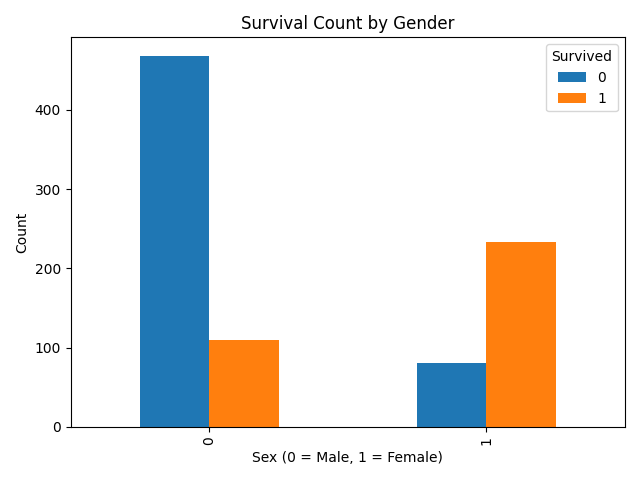 Survival Count by Gender
Survived
0
1
400
300
200
100
0
Count
0
1
Sex (0 = Male, 1 = Female)